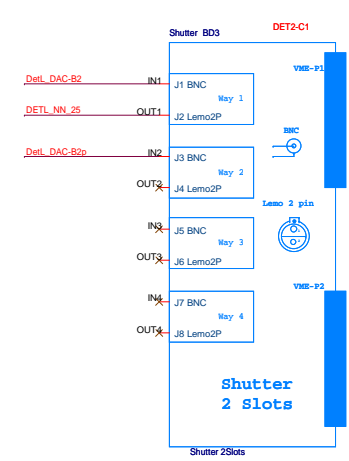 DET2-C1
Shutter BD3
VME-P1
DetL_DAC-B2
IN1
J1 BNC
Way 1
DETL_NN_25
OUT1
J2 Lemo2P
BNC
DetL_DAC-B2p
IN2
J3 BNC
Way 2
OUT2
J4 Lemo2P
Lemo 2 pin
IN3
J5 BNC
Way 3
OUT3
J6 Lemo2P
VME-P2
IN4
J7 BNC
Way 4
OUT4
J8 Lemo2P
Shutter
2 Slots
Shutter 2Slots